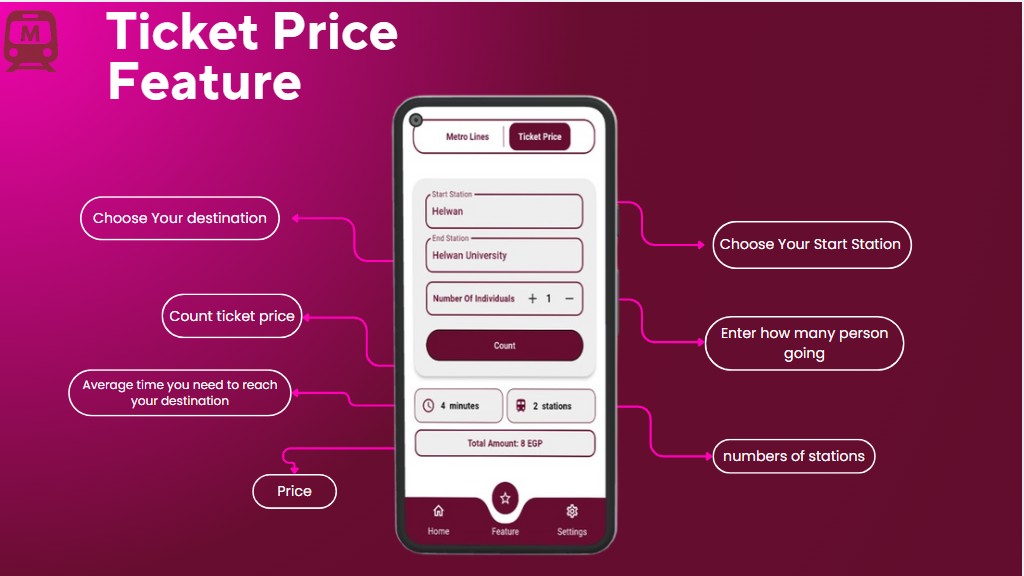 M
Ticket Price
Feature
Metro Lines
Ticket Price
Start Station
Helwan
End Station
Helwan University
Number Of Individuals + 1 −
Count
4 minutes
2 stations
Total Amount: 8 EGP
Home
Feature
Settings
Choose Your destination
Count ticket price
Average time you need to reach
your destination
Price
Choose Your Start Station
Enter how many person
going
numbers of stations